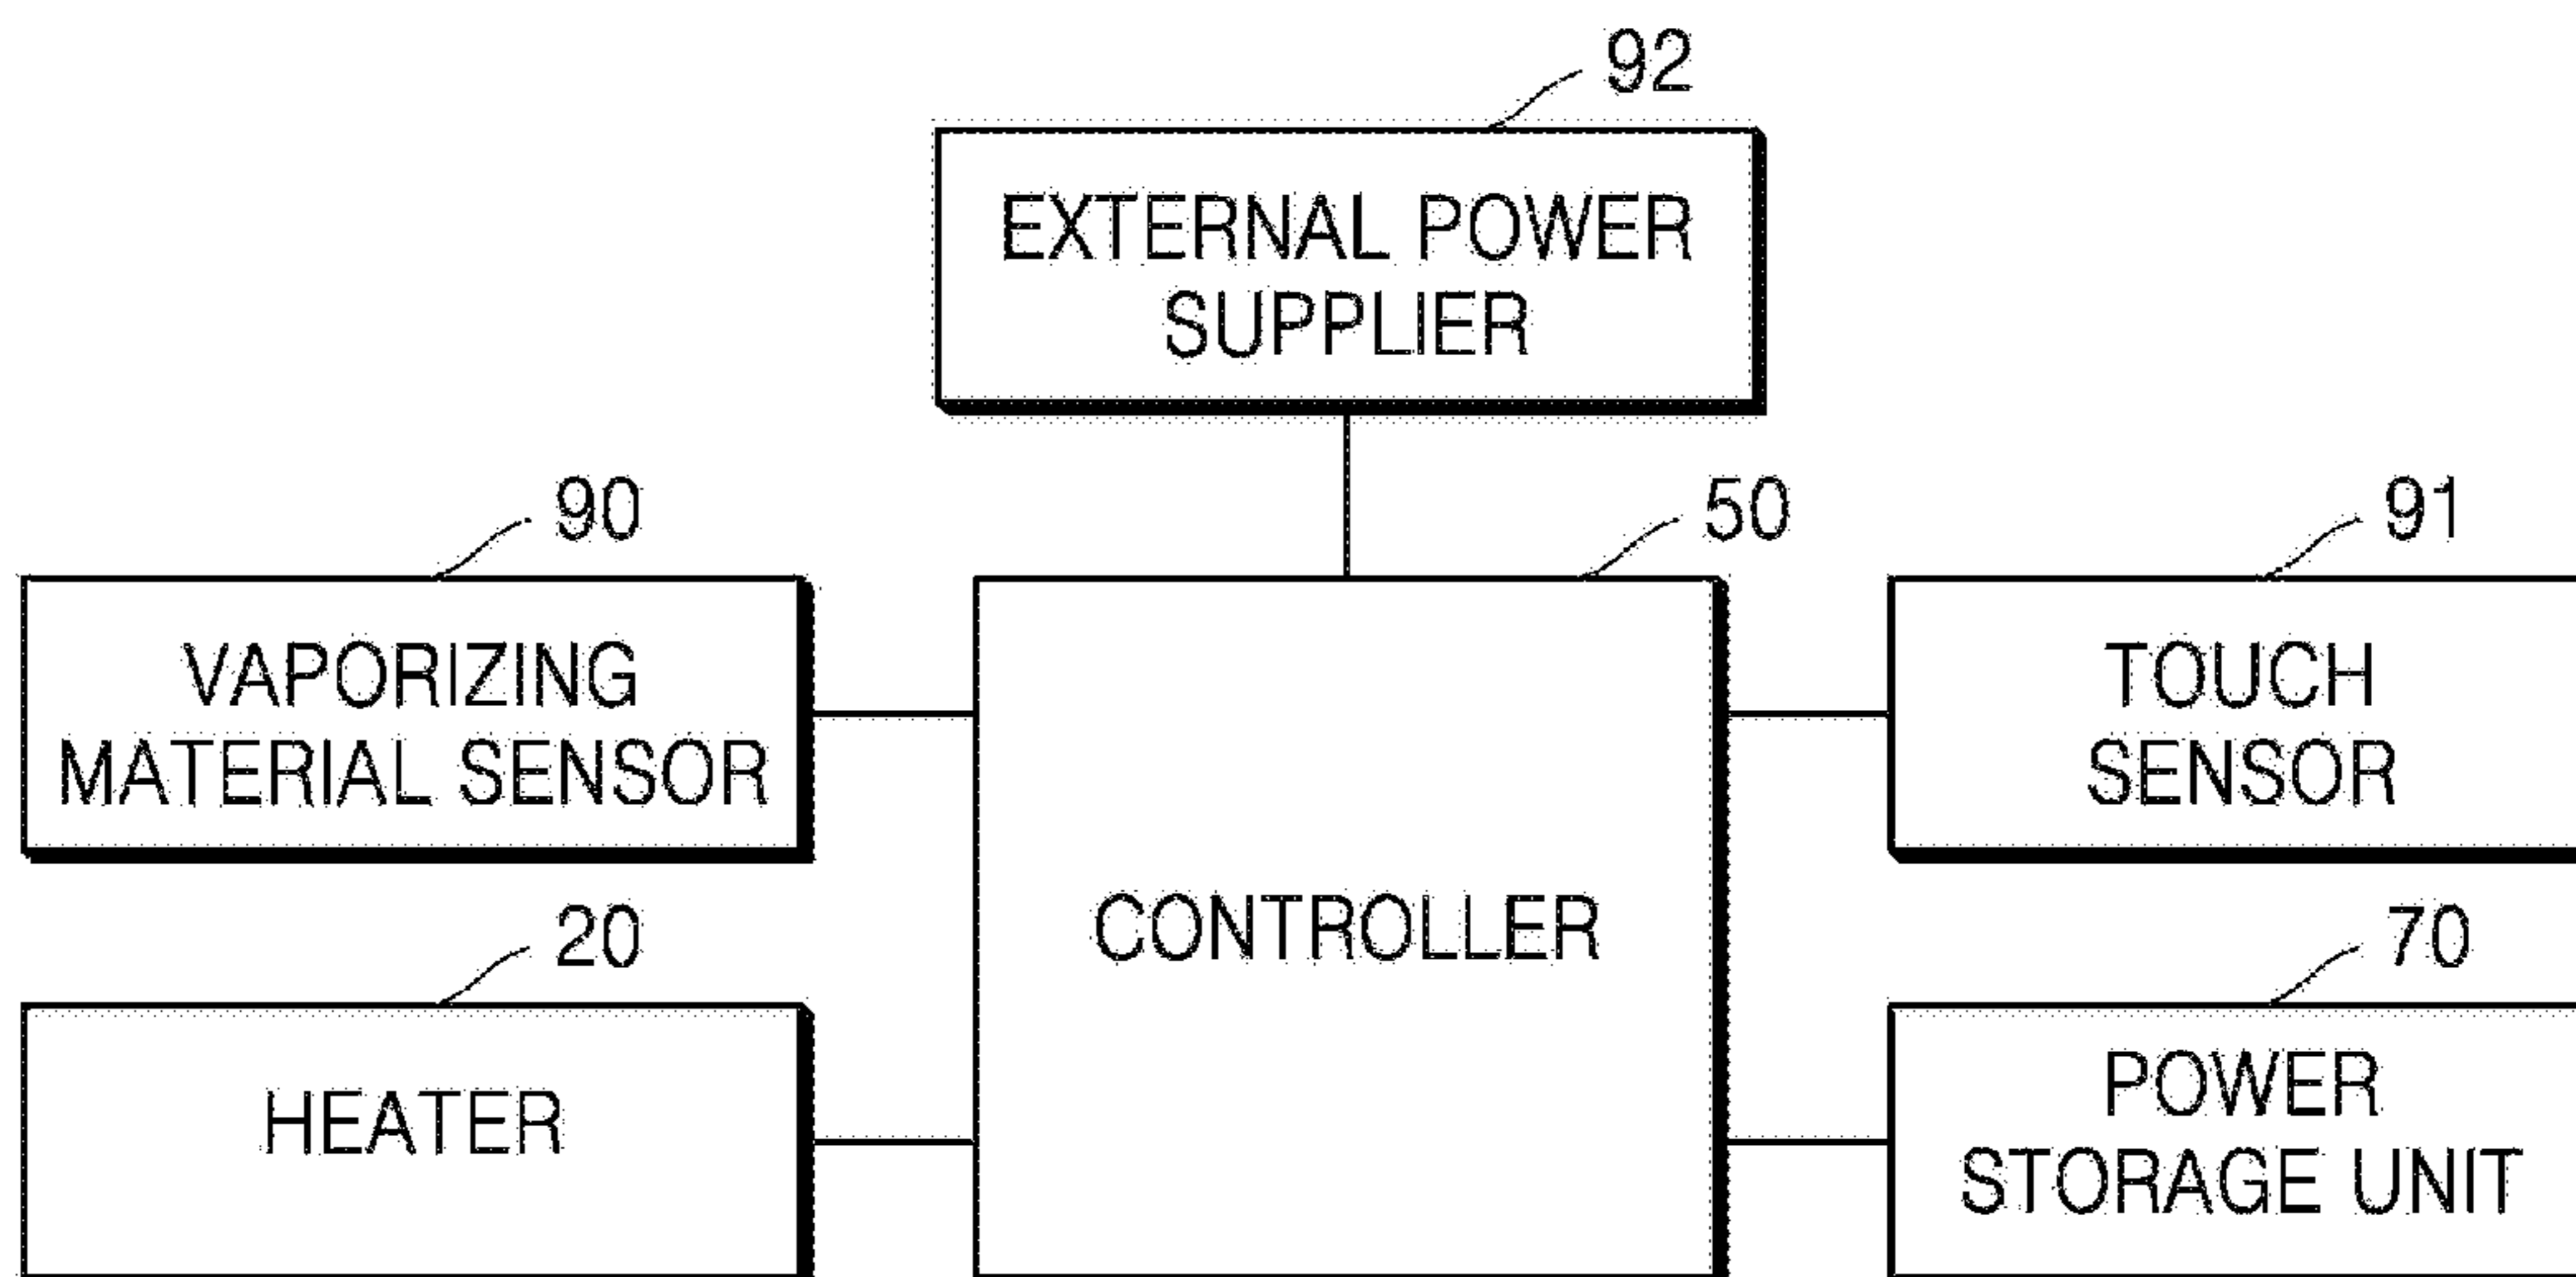 92
EXTERNAL POWER
SUPPLIER
90
50
91
VAPORIZING
MATERIAL SENSOR
TOUCH
SENSOR
CONTROLLER
20
70
HEATER
POWER
STORAGE UNIT